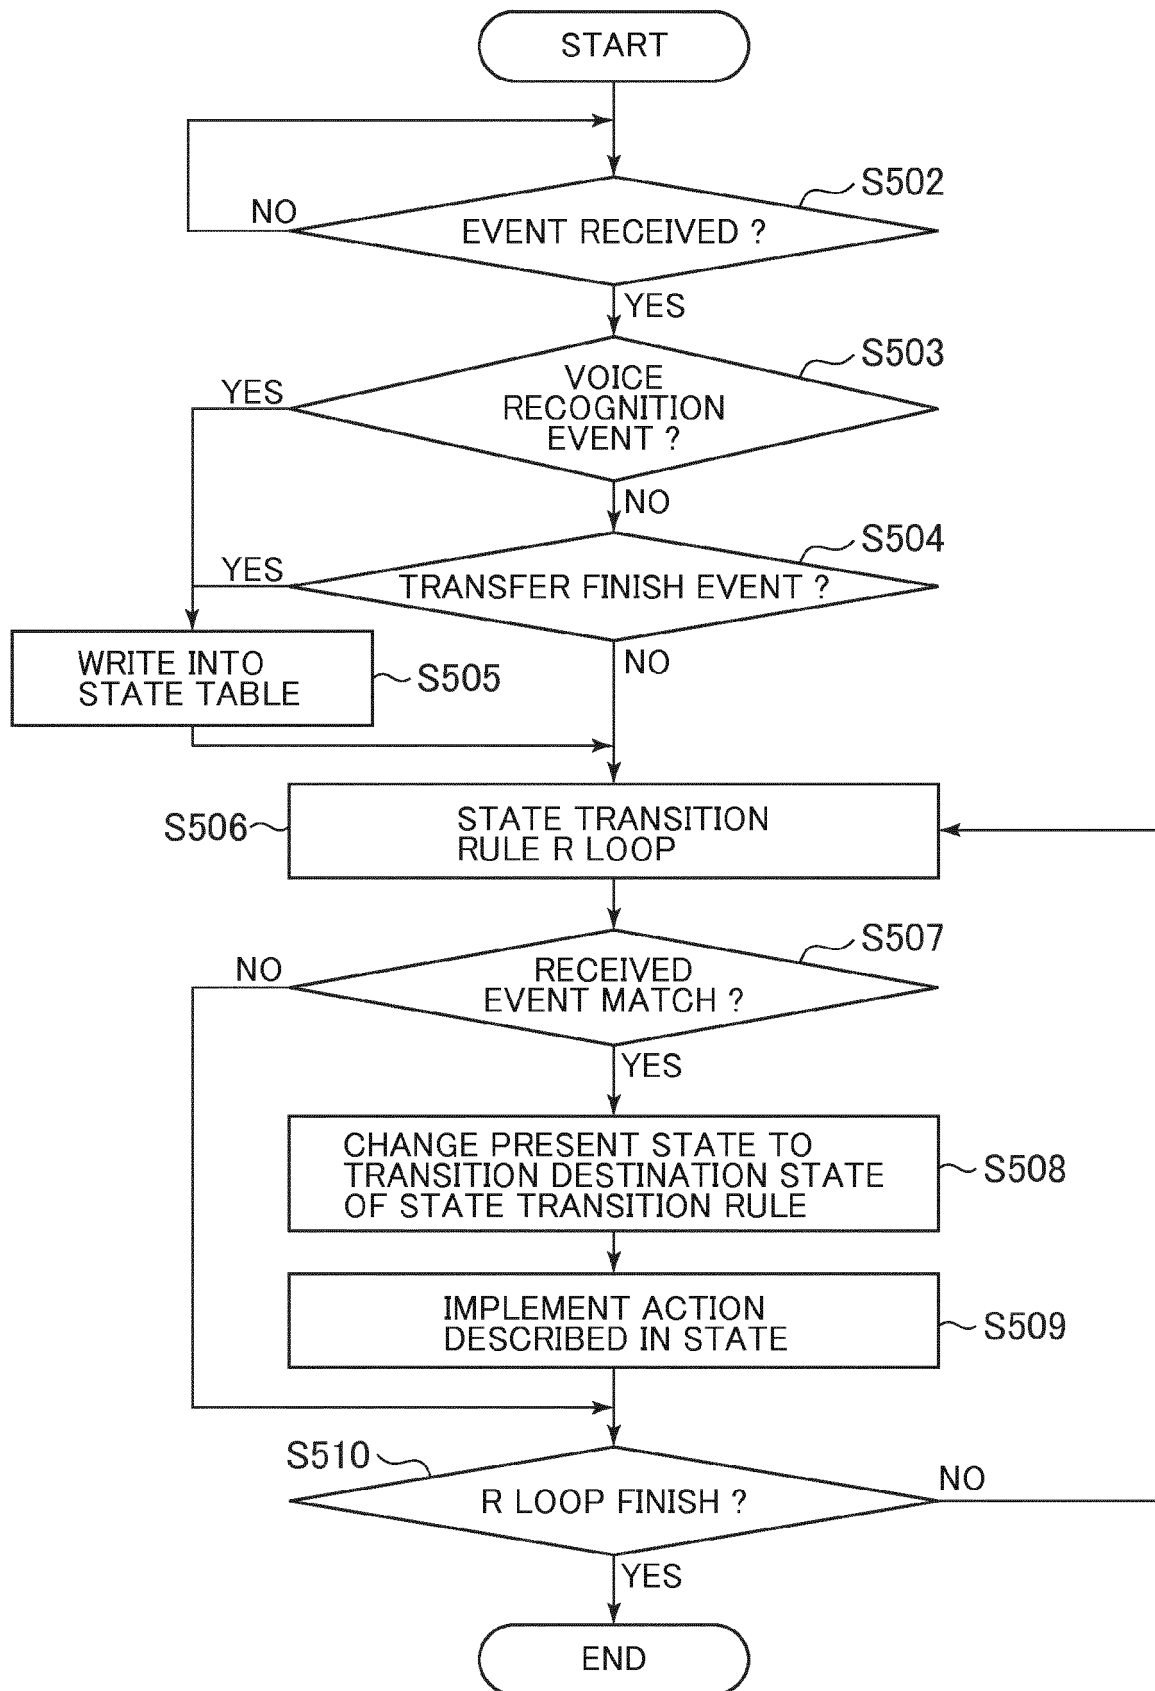 START
S502
NO
EVENT RECEIVED ?
YES
S503
YES
VOICE
RECOGNITION
EVENT ?
NO
S504
YES
TRANSFER FINISH EVENT ?
NO
WRITE INTO
STATE TABLE
S505
S506
STATE TRANSITION
RULE R LOOP
S507
NO
RECEIVED
EVENT MATCH ?
YES
CHANGE PRESENT STATE TO
TRANSITION DESTINATION STATE
OF STATE TRANSITION RULE
S508
IMPLEMENT ACTION
DESCRIBED IN STATE
S509
S510
R LOOP FINISH ?
NO
YES
END